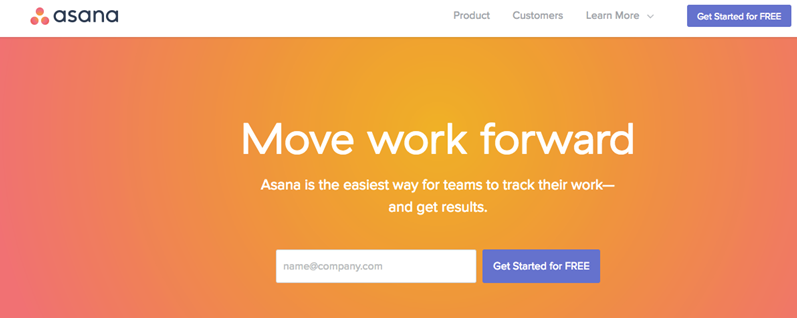 asana
Product
Customers
Learn More
Get Started for FREE
Move work forward
Asana is the easiest way for teams to track their work—
and get results.
name@company.com
Get Started for FREE